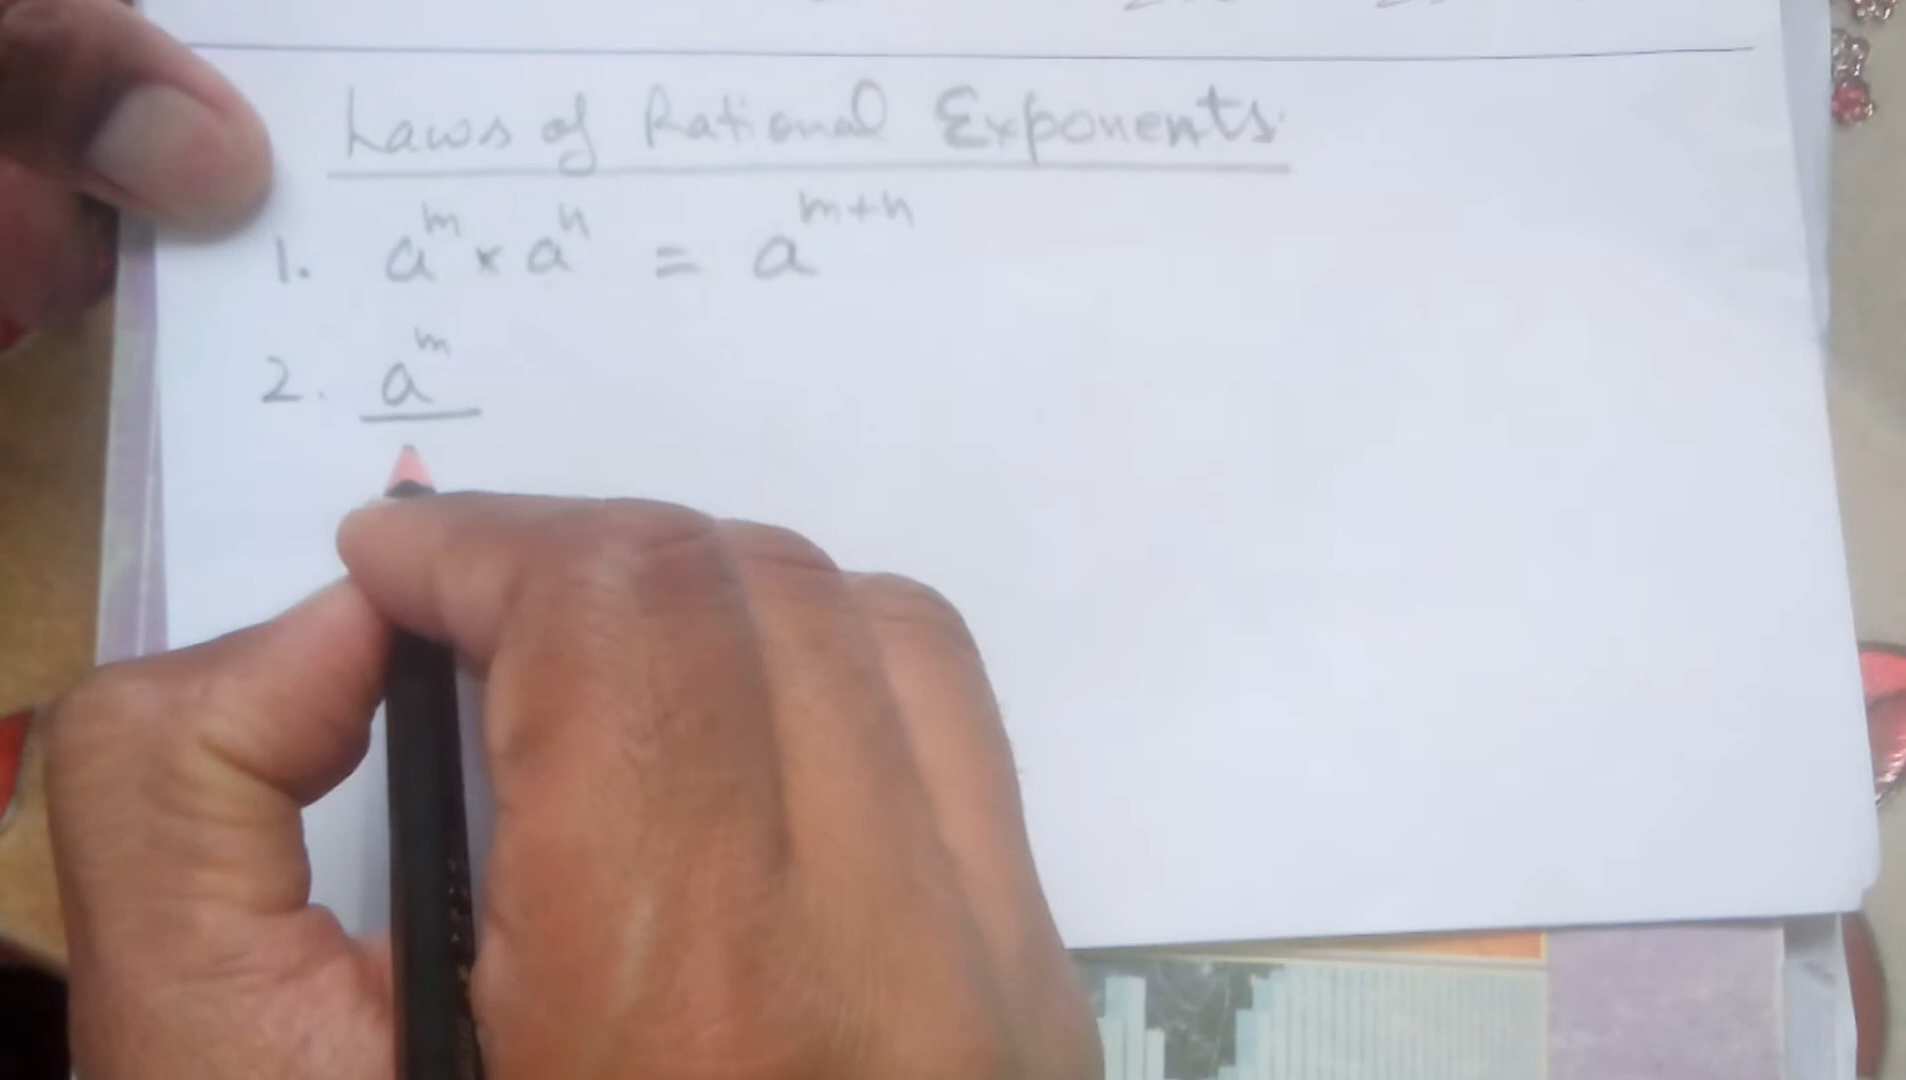 Laws of Rational Exponents.
1. a^m × a^n = a^(m+n)
2. a^m